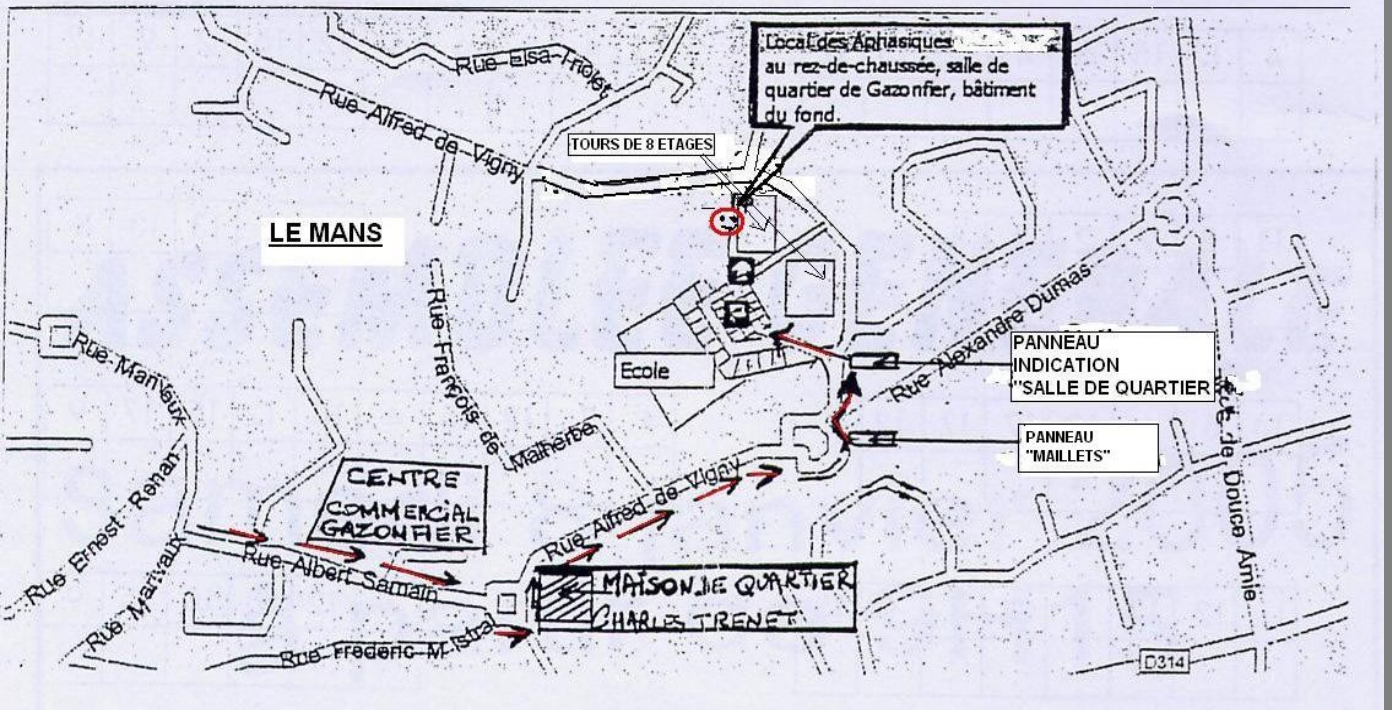 Local des Aphasiques
au rez-de-chaussée, salle de
quartier de Gazonfier, bâtiment
du fond.
Rue Elsa Triolet
Rue Alfred de Vigny
TOURS DE 8 ETAGES
LE MANS
Rue François de Malherbe
Rue Alexandre Dumas
PANNEAU
INDICATION
"SALLE DE QUARTIER
Ecole
Rue Marivaux
PANNEAU
"MAILLETS"
Rue de Douce Amie
Rue Ernest Renan
CENTRE
COMMERCIAL
GAZONFIER
Rue Alfred de Vigny
Rue Albert Samain
Rue Marivaux
MAISON DE QUARTIER
CHARLES TRENET
Rue Frédéric Mistral
D314